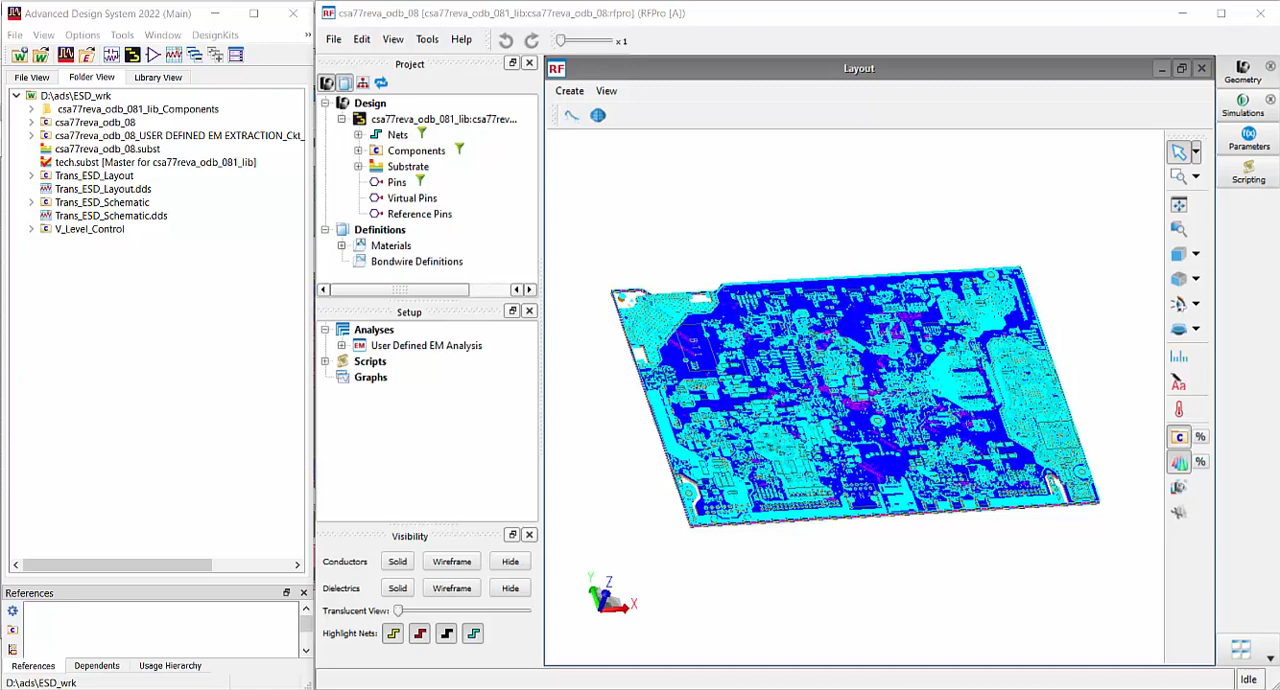 Advanced Design System 2022 (Main)
File View Options Tools Window DesignKits »
File View Folder View Library View
D:\ads\ESD_wrk
csa77reva_odb_081_lib_Components
csa77reva_odb_08
csa77reva_odb_08_USER DEFINED EM EXTRACTION_Ckt_
csa77reva_odb_08.subst
tech.subst [Master for csa77reva_odb_081_lib]
Trans_ESD_Layout
Trans_ESD_Layout.dds
Trans_ESD_Schematic
Trans_ESD_Schematic.dds
V_Level_Control
References
References Dependents Usage Hierarchy
D:\ads\ESD_wrk
RF csa77reva_odb_08 [csa77reva_odb_081_lib:csa77reva_odb_08:rfpro] (RFPro [A])
File Edit View Tools Help
x 1
Project
Design
csa77reva_odb_081_lib:csa77rev...
Nets
Components
Substrate
Pins
Virtual Pins
Reference Pins
Definitions
Materials
Bondwire Definitions
Setup
Analyses
EM User Defined EM Analysis
Scripts
Graphs
Visibility
Conductors Solid Wireframe Hide
Dielectrics Solid Wireframe Hide
Translucent View:
Highlight Nets:
RF Layout
Create View
Y
Z
X
Aa
C %
%
Geometry
Simulations
f(x)
Parameters
Scripting
Idle